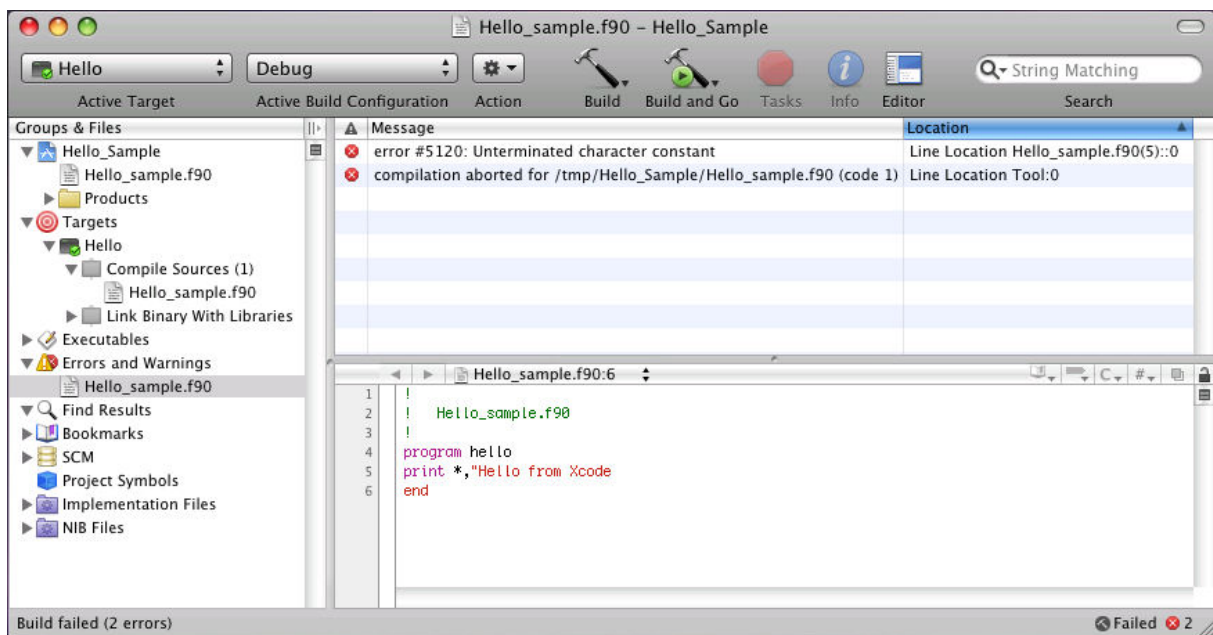 Hello_sample.f90 – Hello_Sample
Hello
Debug
Active Target
Active Build Configuration
Action
Build
Build and Go
Tasks
Info
Editor
String Matching
Search
Groups & Files
Hello_Sample
Hello_sample.f90
Products
Targets
Hello
Compile Sources (1)
Hello_sample.f90
Link Binary With Libraries
Executables
Errors and Warnings
Hello_sample.f90
Find Results
Bookmarks
SCM
Project Symbols
Implementation Files
NIB Files
Message Location
error #5120: Unterminated character constant Line Location Hello_sample.f90(5)::0
compilation aborted for /tmp/Hello_Sample/Hello_sample.f90 (code 1) Line Location Tool:0
Hello_sample.f90:6 C #
1 !
2 ! Hello_sample.f90
3 !
4 program hello
5 print *,"Hello from Xcode
6 end
Build failed (2 errors) Failed 2